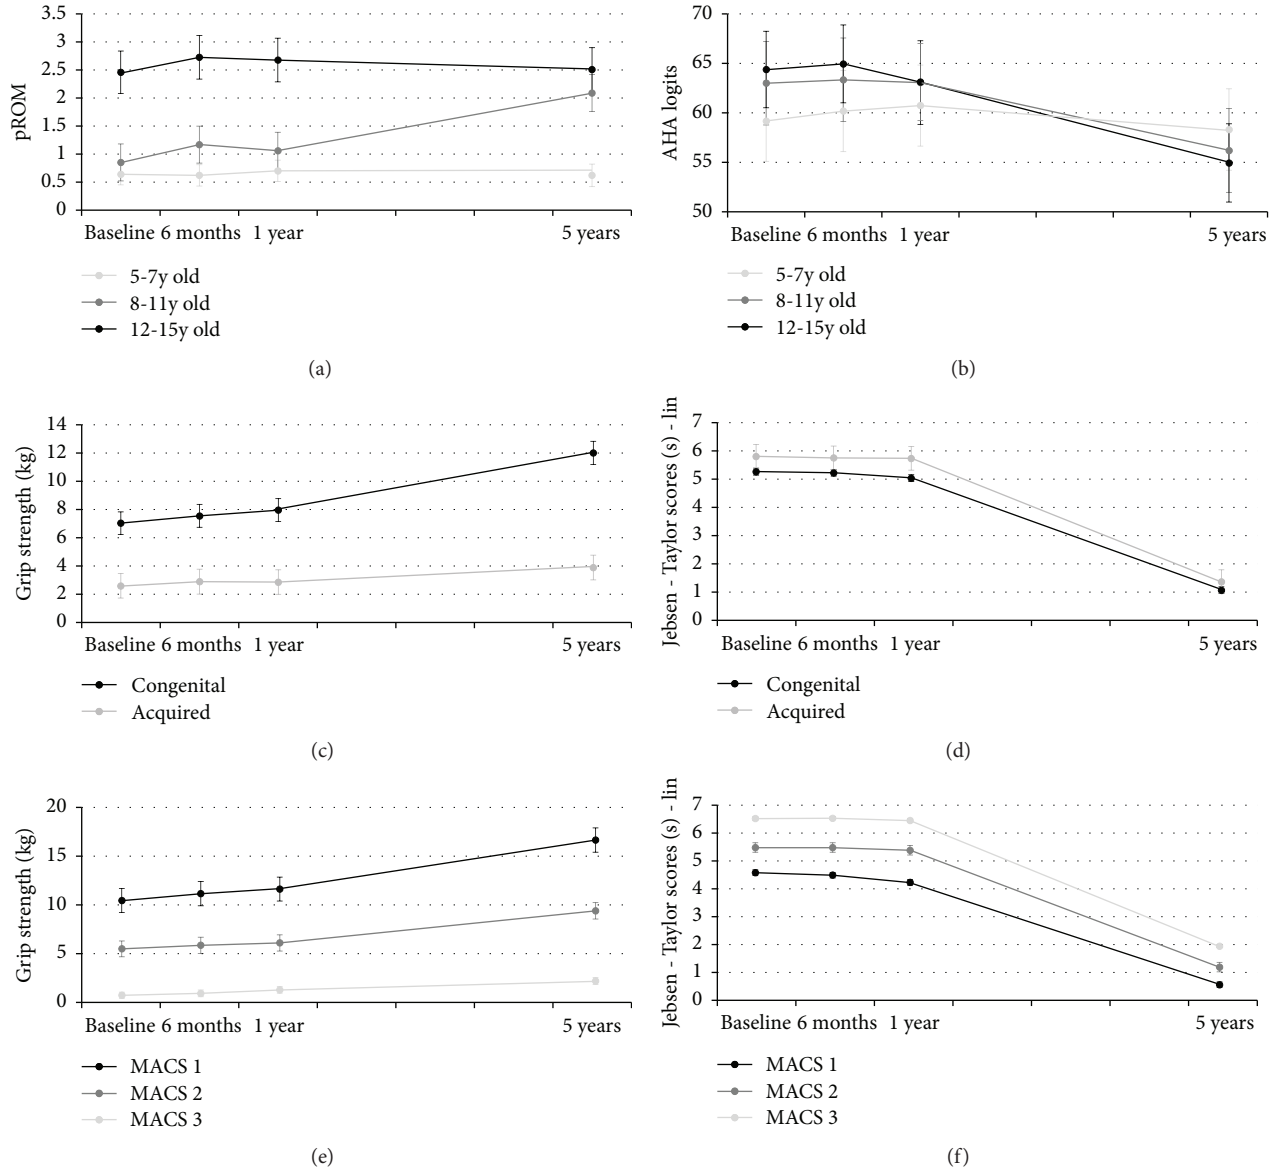 3.5
3
2.5
2
1.5
1
0.5
0
pROM
Baseline 6 months 1 year 5 years
5-7y old
8-11y old
12-15y old
(a)
70
65
60
55
50
AHA logits
Baseline 6 months 1 year 5 years
5-7y old
8-11y old
12-15y old
(b)
14
12
10
8
6
4
2
0
Grip strength (kg)
Baseline 6 months 1 year 5 years
Congenital
Acquired
(c)
7
6
5
4
3
2
1
0
Jebsen - Taylor scores (s) - lin
Baseline 6 months 1 year 5 years
Congenital
Acquired
(d)
20
15
10
5
0
Grip strength (kg)
Baseline 6 months 1 year 5 years
MACS 1
MACS 2
MACS 3
(e)
7
6
5
4
3
2
1
0
Jebsen - Taylor scores (s) - lin
Baseline 6 months 1 year 5 years
MACS 1
MACS 2
MACS 3
(f)